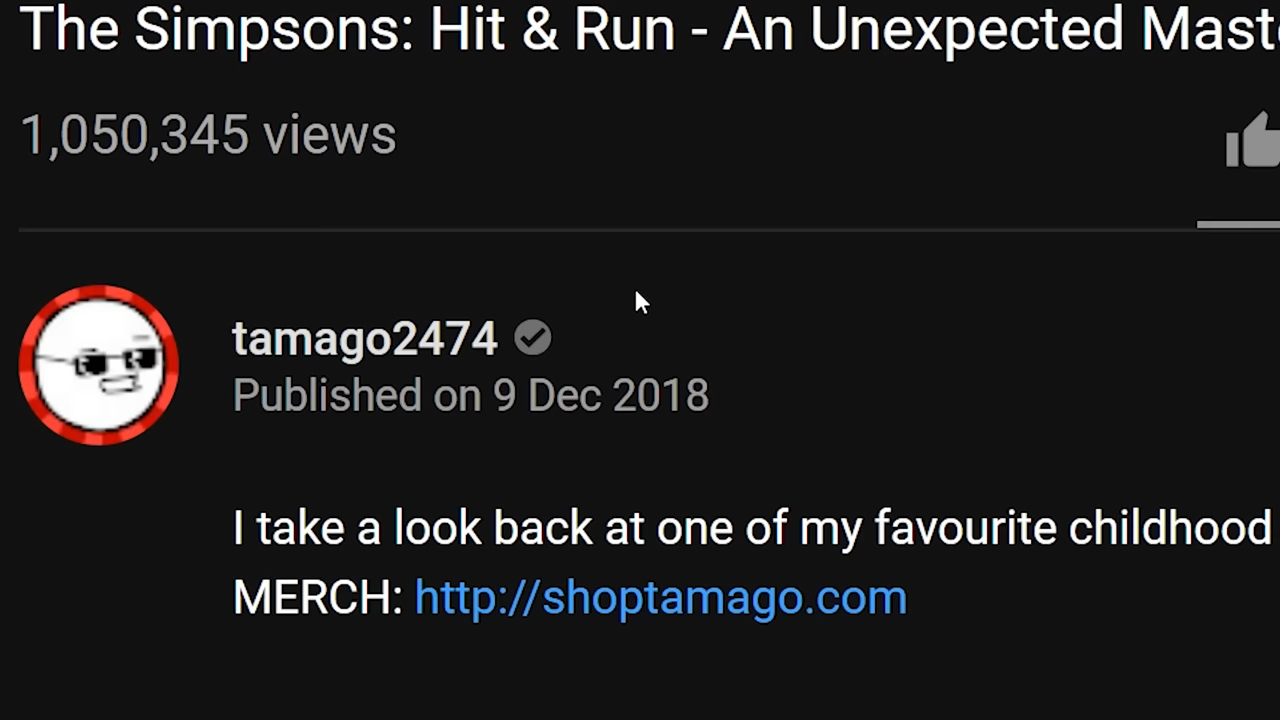 The Simpsons: Hit & Run - An Unexpected Mast
1,050,345 views
tamago2474
Published on 9 Dec 2018
I take a look back at one of my favourite childhood
MERCH: http://shoptamago.com